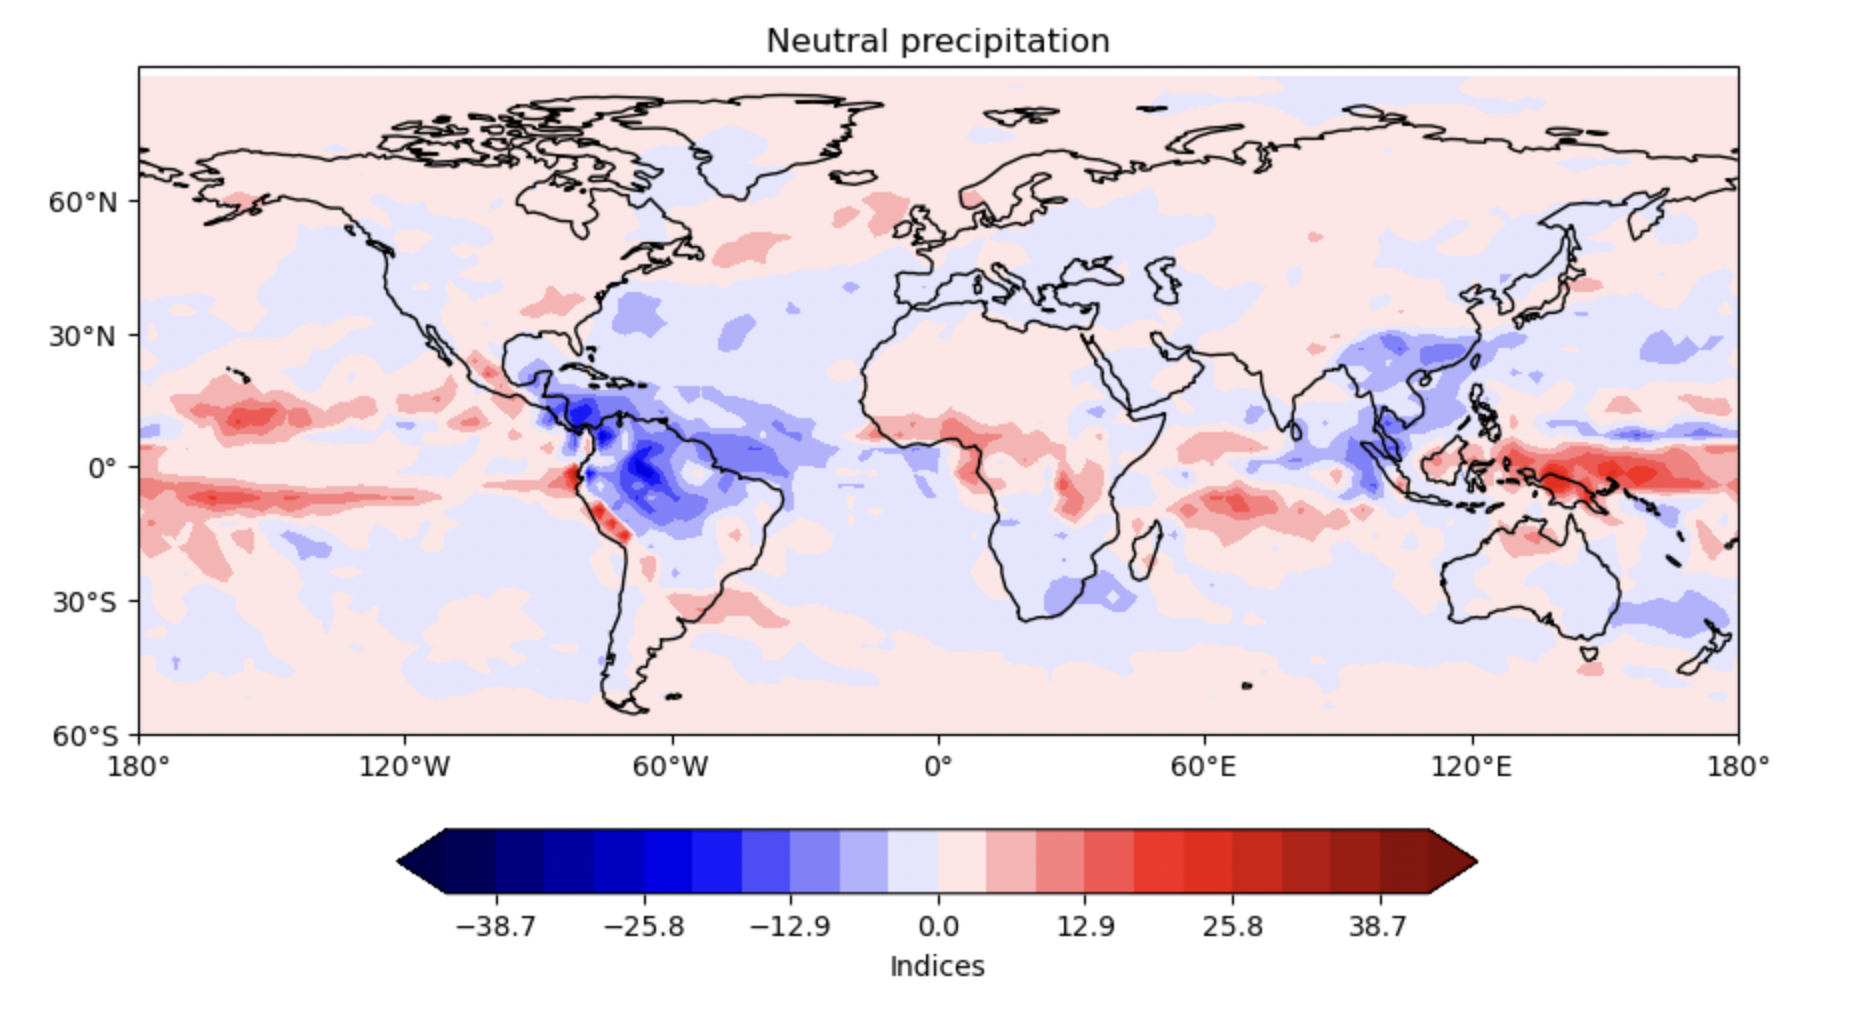 Neutral precipitation
60°N
30°N
0°
30°S
60°S
180° 120°W 60°W 0° 60°E 120°E 180°
−38.7 −25.8 −12.9 0.0 12.9 25.8 38.7
Indices